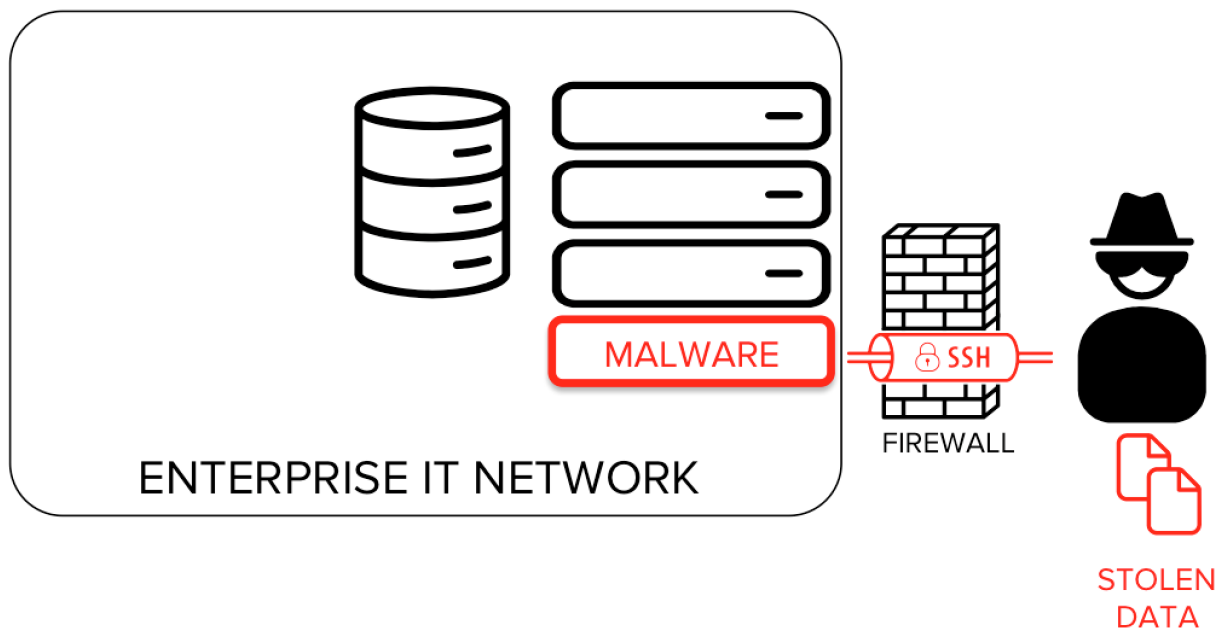 MALWARE
SSH
FIREWALL
ENTERPRISE IT NETWORK
STOLEN
DATA